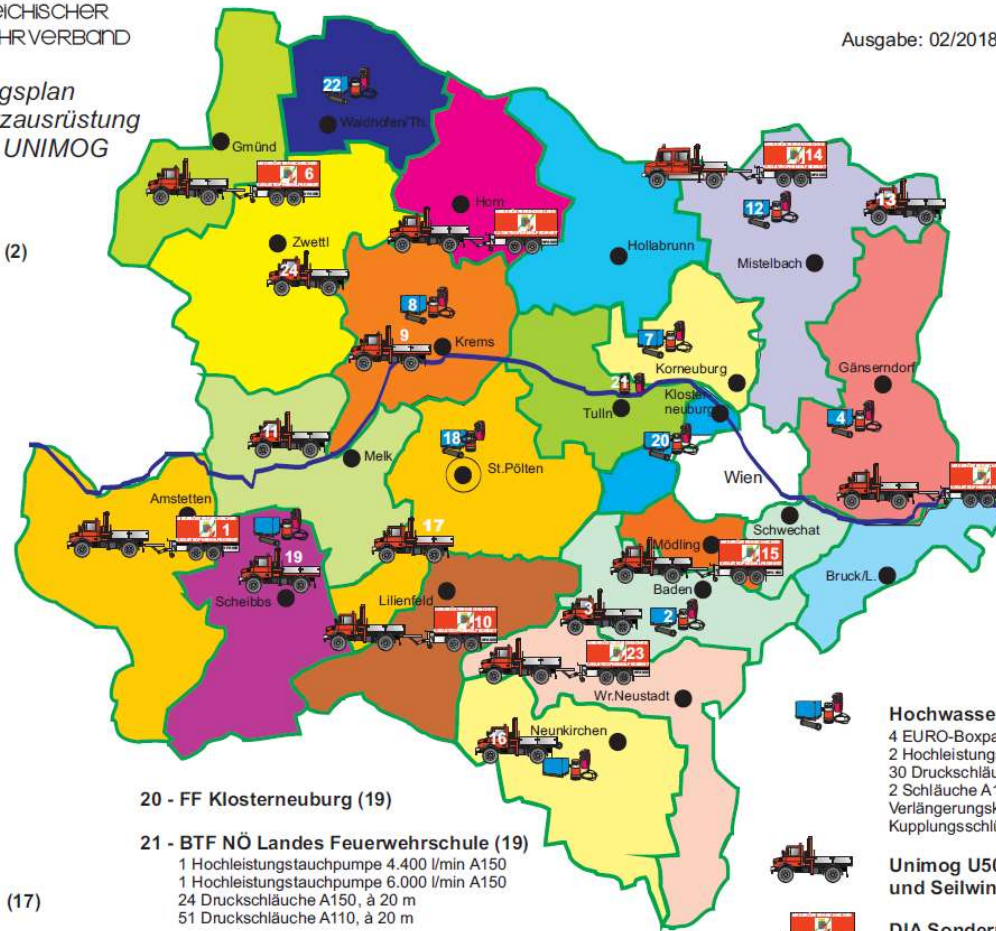 EICHISCHER
HRVERBAND
Ausgabe: 02/2018
gsplan
zausrüstung
UNIMOG
(2)
22
Waidhofen/Th.
Gmünd
6
14
12
13
Horn
Zwettl
24
Hollabrunn
Mistelbach
8
9
Krems
7
Korneuburg
Gänserndorf
21
Tulln
Kloster-
neuburg
4
11
Melk
18
St.Pölten
20
Wien
Amstetten
1
17
Schwechat
19
Scheibbs
Mödling
15
Baden
Bruck/L.
Lilienfeld
10
3
2
23
Wr.Neustadt
16
Neunkirchen
20 - FF Klosterneuburg (19)
21 - BTF NÖ Landes Feuerwehrschule (19)
1 Hochleistungstauchpumpe 4.400 l/min A150
1 Hochleistungstauchpumpe 6.000 l/min A150
24 Druckschläuche A150, à 20 m
51 Druckschläuche A110, à 20 m
(17)
Hochwasse
4 EURO-Boxpa
2 Hochleistung
30 Druckschläu
2 Schläuche A1
Verlängerungsk
Kupplungsschlü
Unimog U50
und Seilwin